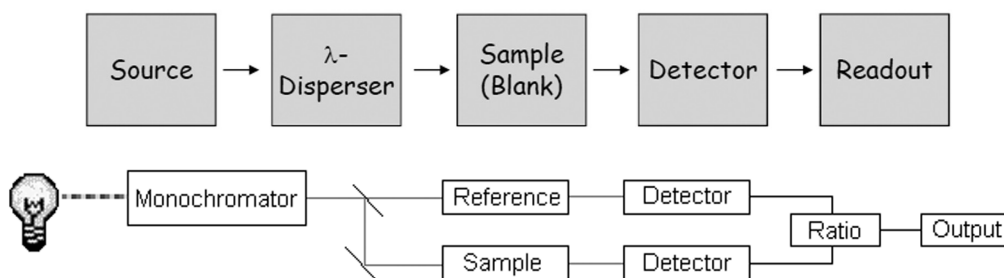 Source
λ-
Disperser
Sample
(Blank)
Detector
Readout
Monochromator
Reference
Detector
Ratio
Output
Sample
Detector